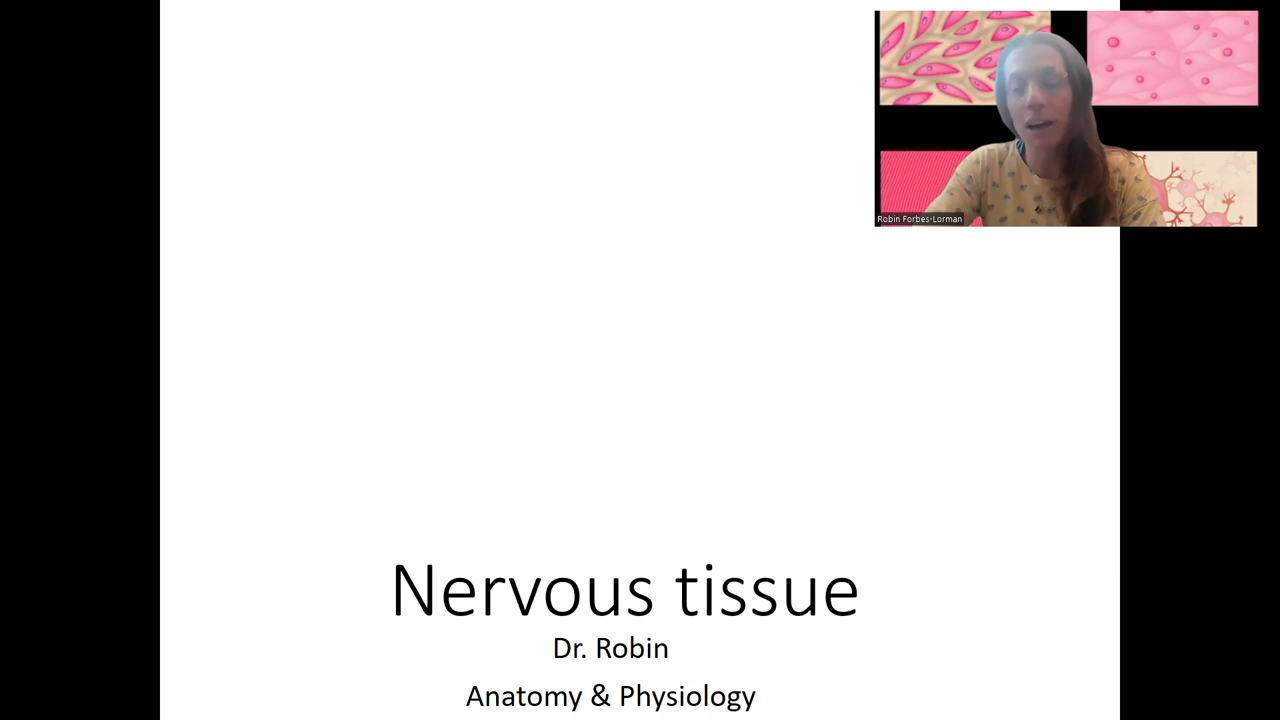 Robin Forbes-Lorman
Nervous tissue
Dr. Robin
Anatomy & Physiology